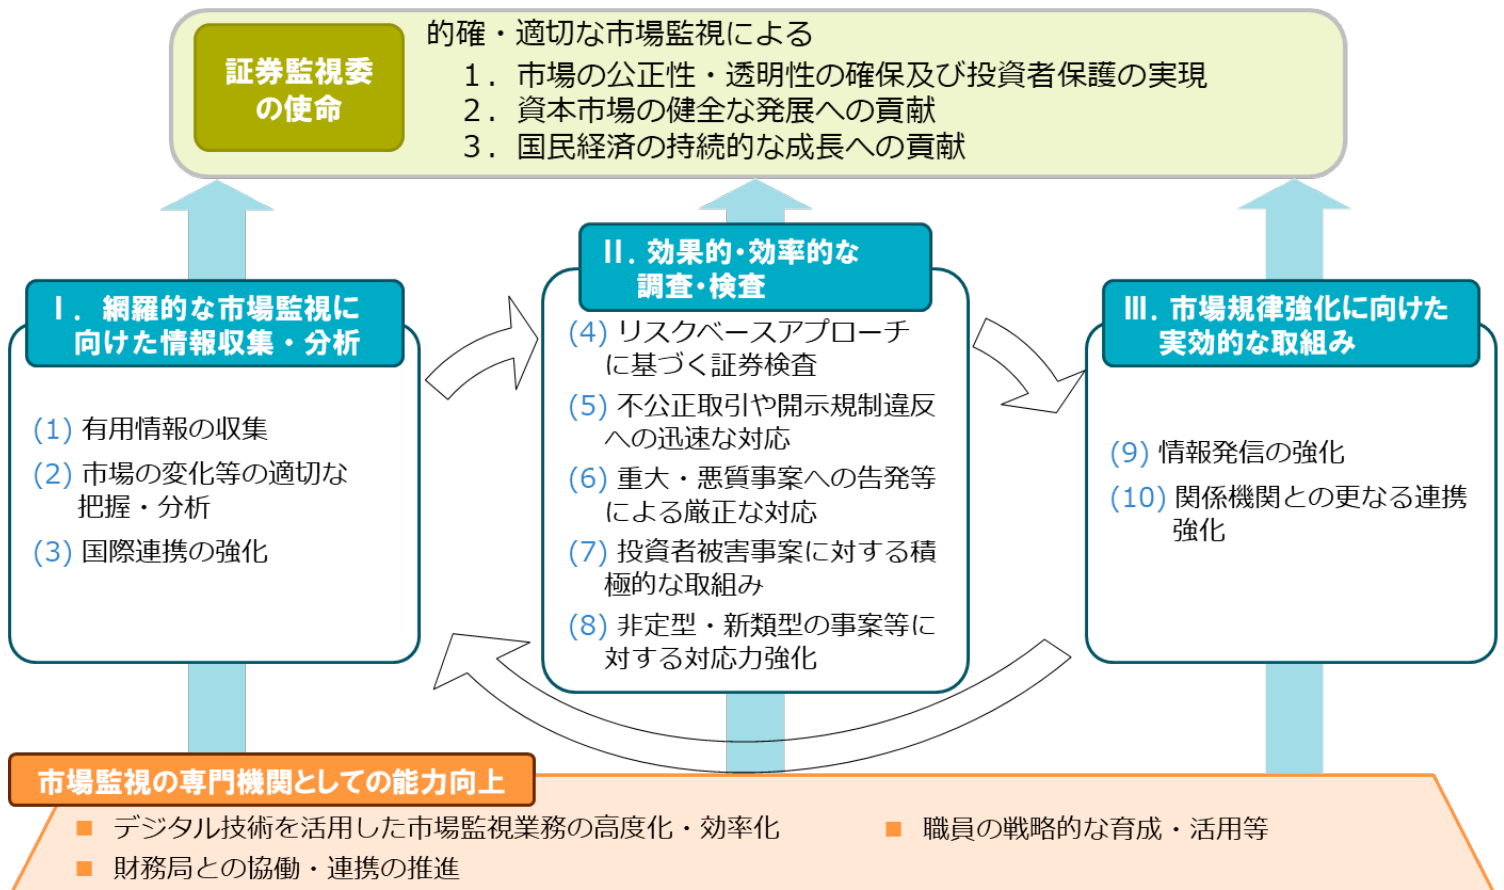 証券監視委
の使命
的確・適切な市場監視による
１．市場の公正性・透明性の確保及び投資者保護の実現
２．資本市場の健全な発展への貢献
３．国民経済の持続的な成長への貢献
Ⅰ．網羅的な市場監視に
向けた情報収集・分析
(1) 有用情報の収集
(2) 市場の変化等の適切な
把握・分析
(3) 国際連携の強化
Ⅱ．効果的・効率的な
調査・検査
(4) リスクベースアプローチ
に基づく証券検査
(5) 不公正取引や開示規制違反
への迅速な対応
(6) 重大・悪質事案への告発等
による厳正な対応
(7) 投資者被害事案に対する積
極的な取組み
(8) 非定型・新類型の事案等に
対する対応力強化
Ⅲ．市場規律強化に向けた
実効的な取組み
(9) 情報発信の強化
(10) 関係機関との更なる連携
強化
市場監視の専門機関としての能力向上
■ デジタル技術を活用した市場監視業務の高度化・効率化
■ 財務局との協働・連携の推進
■ 職員の戦略的な育成・活用等